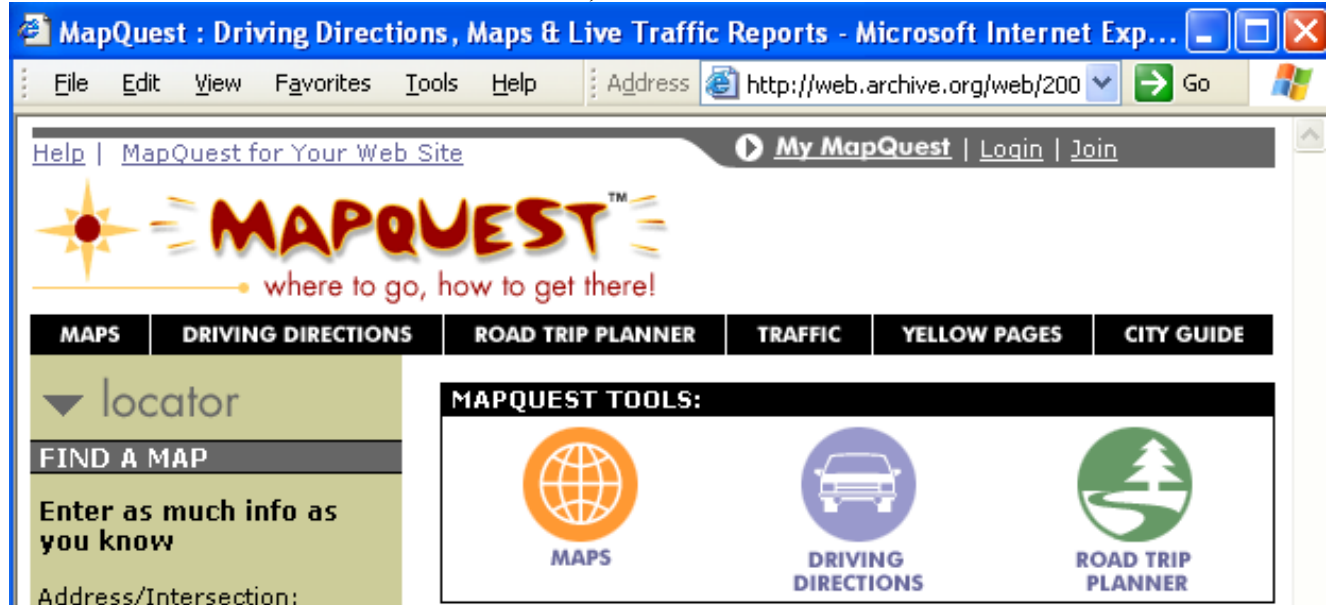 MapQuest : Driving Directions, Maps & Live Traffic Reports - Microsoft Internet Exp...
File Edit View Favorites Tools Help Address http://web.archive.org/web/200 Go
Help | MapQuest for Your Web Site My MapQuest | Login | Join
MAPQUEST™
where to go, how to get there!
MAPS DRIVING DIRECTIONS ROAD TRIP PLANNER TRAFFIC YELLOW PAGES CITY GUIDE
locator
FIND A MAP
Enter as much info as
you know
Address/Intersection:
MAPQUEST TOOLS:
MAPS
DRIVING
DIRECTIONS
ROAD TRIP
PLANNER